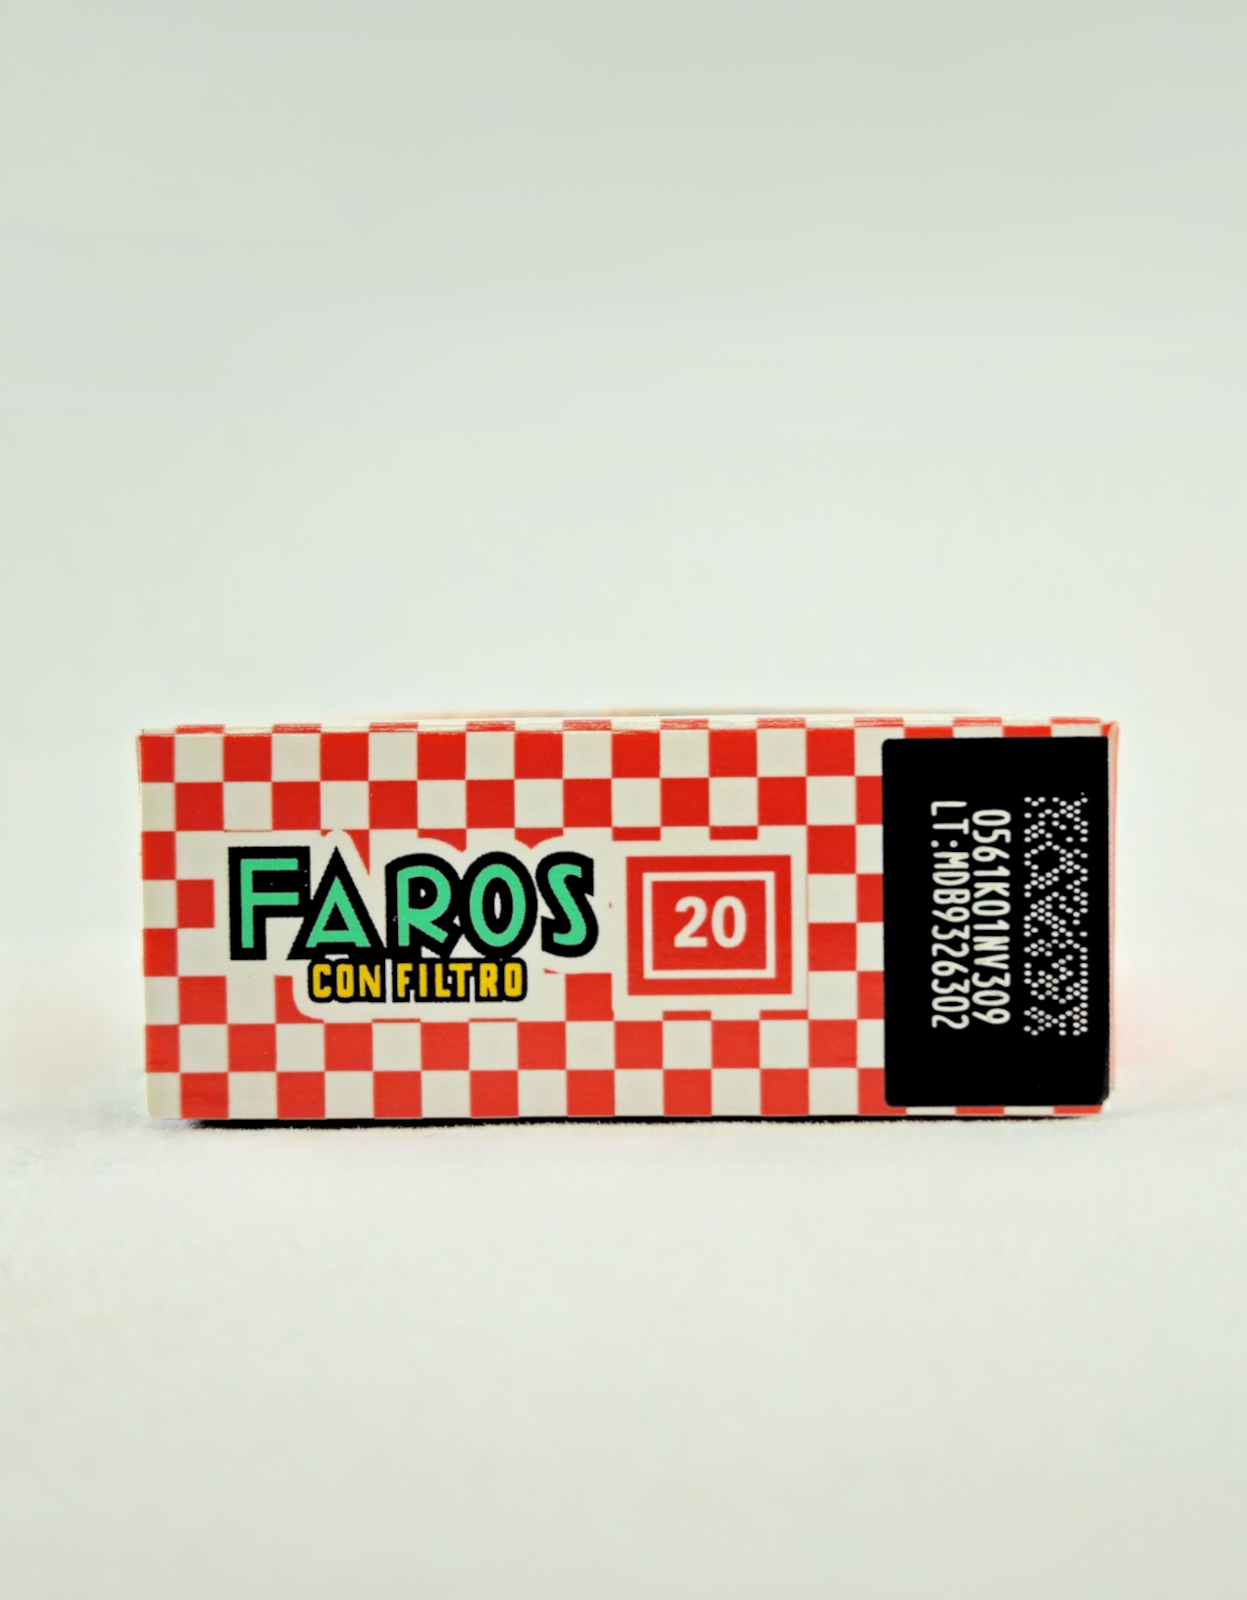 FAROS
CON FILTRO
20
0561K01NV309
LT.MDB9326302